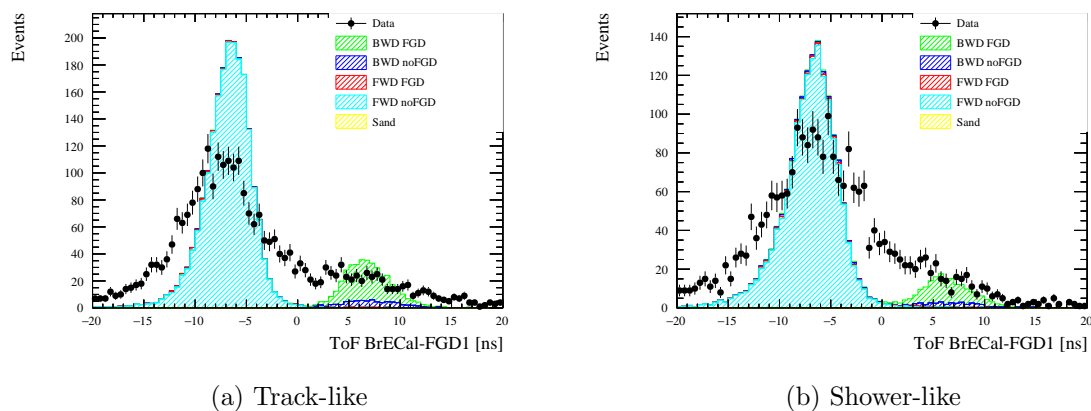 Events
200
180
160
140
120
100
80
60
40
20
0
−20
−15
−10
−5
0
5
10
15
20
ToF BrECal-FGD1 [ns]
Data
BWD FGD
BWD noFGD
FWD FGD
FWD noFGD
Sand
(a) Track-like
Events
140
120
100
80
60
40
20
0
−20
−15
−10
−5
0
5
10
15
20
ToF BrECal-FGD1 [ns]
Data
BWD FGD
BWD noFGD
FWD FGD
FWD noFGD
Sand
(b) Shower-like